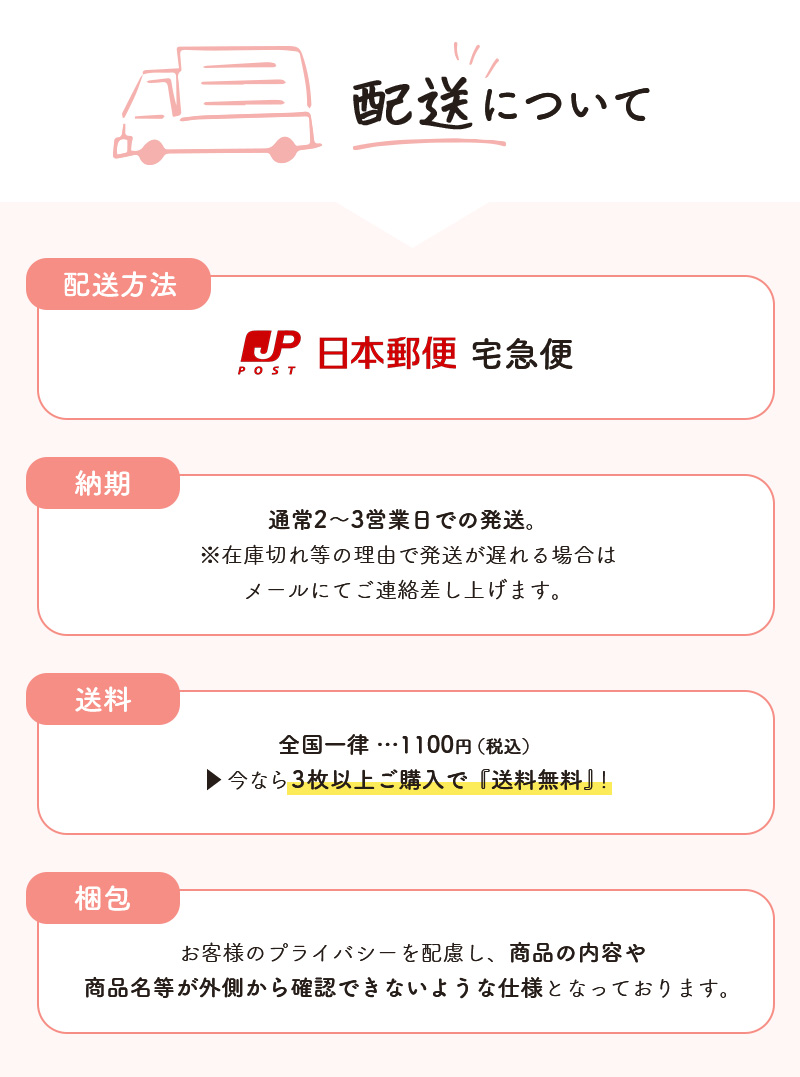 配送について
配送方法
JP POST 日本郵便 宅急便
納期
通常2〜3営業日での発送。
※在庫切れ等の理由で発送が遅れる場合は
メールにてご連絡差し上げます。
送料
全国一律 …1100円（税込）
▶今なら3枚以上ご購入で『送料無料』!
梱包
お客様のプライバシーを配慮し、商品の内容や
商品名等が外側から確認できないような仕様となっております。